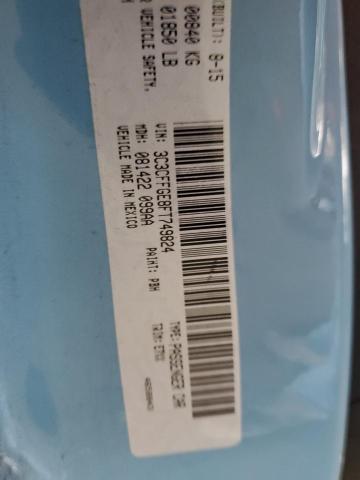 (BUILT): 8-15
00840 KG
01850 LB
VEHICLE SAFETY,
VIN: 3C3CFFGE8FT749824
TYPE: PASSENGER CAR
MDH: 081422 099AA
PAINT: PBH
VEHICLE MADE IN MEXICO